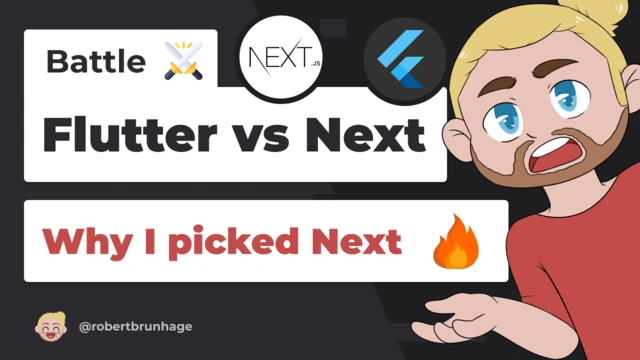 Battle
NEXT.JS
Flutter vs Next
Why I picked Next
@robertbrunhage